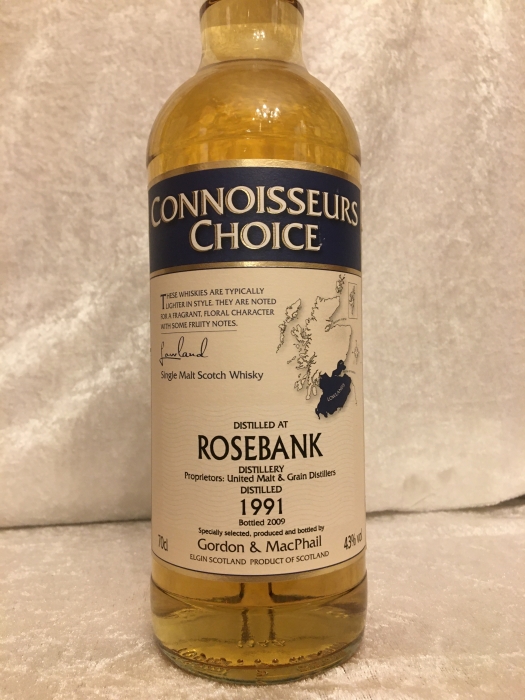 CONNOISSEURS
CHOICE
THESE WHISKIES ARE TYPICALLY
LIGHTER IN STYLE. THEY ARE NOTED
FOR A FRAGRANT, FLORAL CHARACTER
WITH SOME FRUITY NOTES.
Lowland
Single Malt Scotch Whisky
LOWLANDS
DISTILLED AT
ROSEBANK
DISTILLERY
Proprietors: United Malt & Grain Distillers
DISTILLED
1991
Bottled 2009
Specially selected, produced and bottled by
70cl Gordon & MacPhail 43% vol
ELGIN SCOTLAND PRODUCT OF SCOTLAND